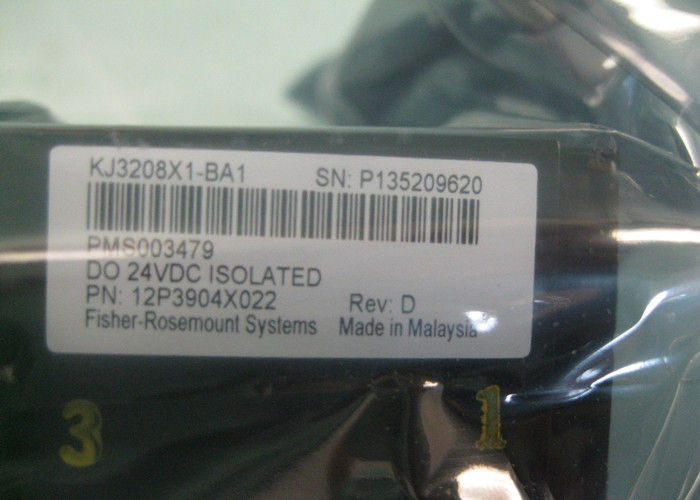 KJ3208X1-BA1 SN: P135209620
PMS003479
DO 24VDC ISOLATED
PN: 12P3904X022 Rev: D
Fisher-Rosemount Systems Made in Malaysia
3 1